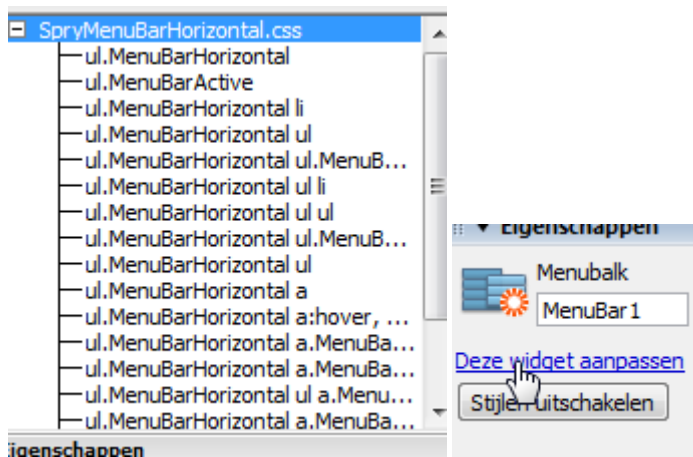 SpryMenuBarHorizontal.css
ul.MenuBarHorizontal
ul.MenuBarActive
ul.MenuBarHorizontal li
ul.MenuBarHorizontal ul
ul.MenuBarHorizontal ul.MenuB...
ul.MenuBarHorizontal ul li
ul.MenuBarHorizontal ul ul
ul.MenuBarHorizontal ul.MenuB...
ul.MenuBarHorizontal ul
ul.MenuBarHorizontal a
ul.MenuBarHorizontal a:hover, ...
ul.MenuBarHorizontal a.MenuBa...
ul.MenuBarHorizontal a.MenuBa...
ul.MenuBarHorizontal ul a.Menu...
ul.MenuBarHorizontal a.MenuBa...
Eigenschappen
Eigenschappen
Menubalk
MenuBar1
Deze widget aanpassen
Stijlen uitschakelen